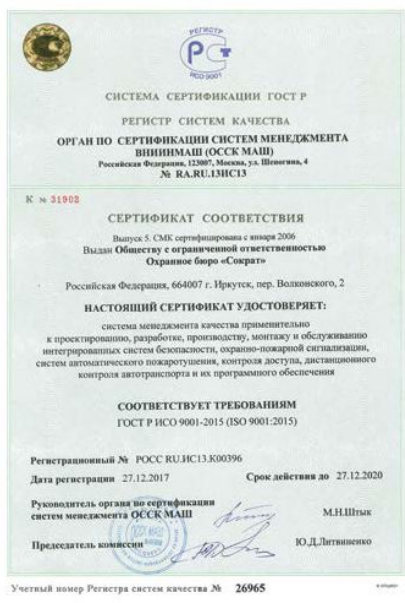 РЕГИСТР
РСТ
ИСО 9001
СИСТЕМА СЕРТИФИКАЦИИ ГОСТ Р
РЕГИСТР СИСТЕМ КАЧЕСТВА
ОРГАН ПО СЕРТИФИКАЦИИ СИСТЕМ МЕНЕДЖМЕНТА
ВНИИНМАШ (ОССК МАШ)
Российская Федерация, 123007, Москва, ул. Шеногина, 4
№ RA.RU.13ИС13
К № 31902
СЕРТИФИКАТ СООТВЕТСТВИЯ
Выпуск 5. СМК сертифицирована с января 2006
Выдан Обществу с ограниченной ответственностью
Охранное бюро «Сократ»
Российская Федерация, 664007 г. Иркутск, пер. Волконского, 2
НАСТОЯЩИЙ СЕРТИФИКАТ УДОСТОВЕРЯЕТ:
система менеджмента качества применительно
к проектированию, разработке, производству, монтажу и обслуживанию
интегрированных систем безопасности, охранно-пожарной сигнализации,
систем автоматического пожаротушения, контроля доступа, дистанционного
контроля автотранспорта и их программного обеспечения
СООТВЕТСТВУЕТ ТРЕБОВАНИЯМ
ГОСТ Р ИСО 9001-2015 (ISO 9001:2015)
Регистрационный № РОСС RU.ИС13.К00396
Дата регистрации 27.12.2017 Срок действия до 27.12.2020
Руководитель органа по сертификации
систем менеджмента ОССК МАШ М.Н.Штык
Председатель комиссии Ю.Д.Литвиненко
Учетный номер Регистра систем качества № 26965